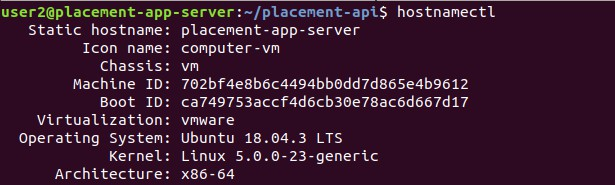 user2@placement-app-server:~/placement-api$ hostnamectl
Static hostname: placement-app-server
Icon name: computer-vm
Chassis: vm
Machine ID: 702bf4e8b6c4494bb0dd7d865e4b9612
Boot ID: ca749753accf4d6cb30e78ac6d667d17
Virtualization: vmware
Operating System: Ubuntu 18.04.3 LTS
Kernel: Linux 5.0.0-23-generic
Architecture: x86-64